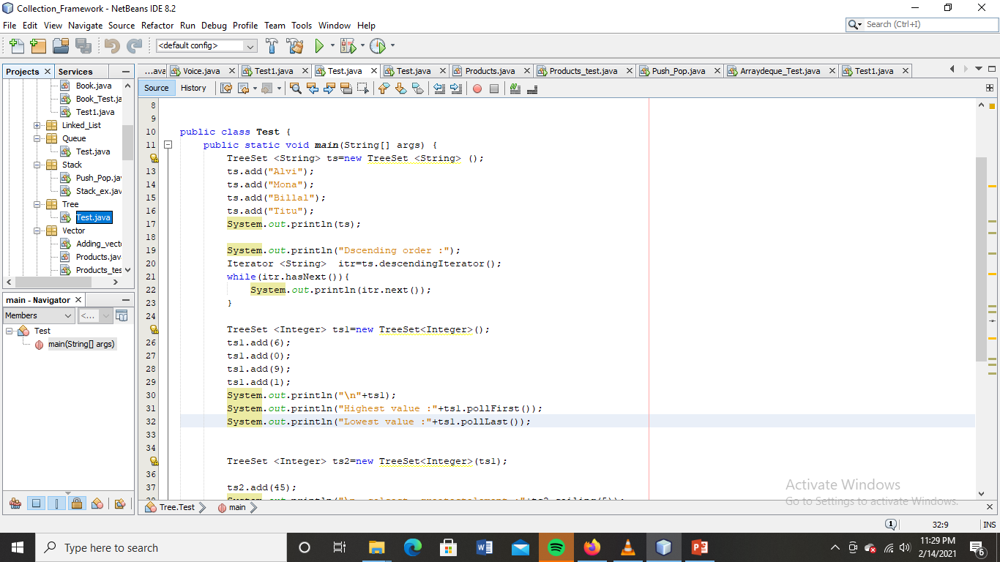 Collection_Framework - NetBeans IDE 8.2
File Edit View Navigate Source Refactor Run Debug Profile Team Tools Window Help
Search (Ctrl+I)
<default config>
Projects Services
...ava Voice.java Test1.java Test.java Test.java Products.java Products_test.java Push_Pop.java Arraydeque_Test.java Test1.java
Source History
Book.java
Book_Test.ja
Test1.java
Linked_List
Queue
Test.java
Stack
Push_Pop.jav
Stack_ex.jav
Tree
Test.java
Vector
Adding_vecto
Products.jav
Products_tes
main - Navigator
Members <...
Test
main(String[] args)
8
9
10 public class Test {
11 public static void main(String[] args) {
TreeSet <String> ts=new TreeSet <String> ();
13 ts.add("Alvi");
14 ts.add("Mona");
15 ts.add("Billal");
16 ts.add("Titu");
17 System.out.println(ts);
18
19 System.out.println("Dscending order :");
20 Iterator <String>  itr=ts.descendingIterator();
21 while(itr.hasNext()){
22 System.out.println(itr.next());
23 }
24
TreeSet <Integer> ts1=new TreeSet<Integer>();
26 ts1.add(6);
27 ts1.add(0);
28 ts1.add(9);
29 ts1.add(1);
30 System.out.println("\n"+ts1);
31 System.out.println("Highest value :"+ts1.pollFirst());
32 System.out.println("Lowest value :"+ts1.pollLast());
33
34
TreeSet <Integer> ts2=new TreeSet<Integer>(ts1);
36
37 ts2.add(45);
Activate Windows
Go to Settings to activate Windows.
Tree.Test main
1 32:9 INS
Type here to search
11:29 PM
2/14/2021
6